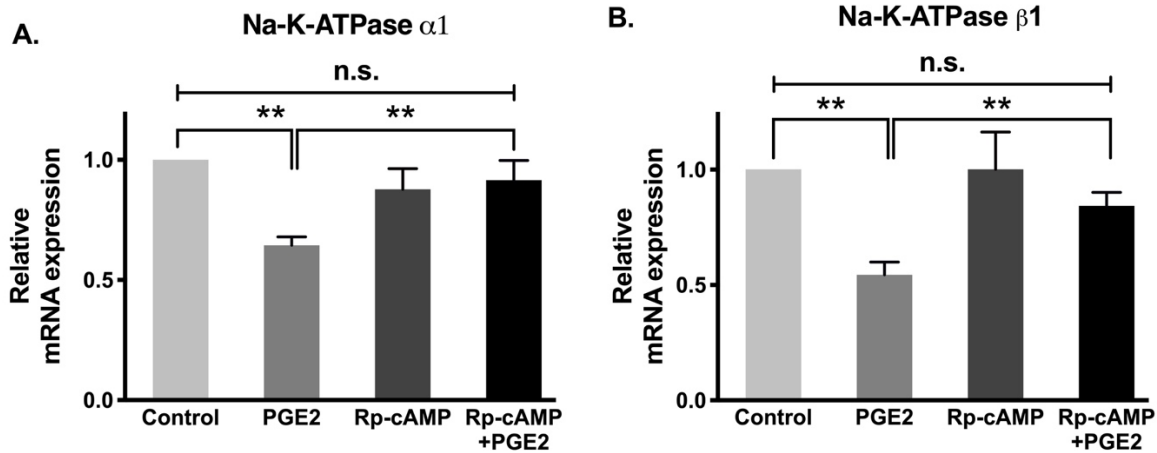 A.
Na-K-ATPase α1
n.s.
**
**
Relative
mRNA expression
1.0
0.5
0.0
Control
PGE2
Rp-cAMP
Rp-cAMP
+PGE2
B.
Na-K-ATPase β1
n.s.
**
**
Relative
mRNA expression
1.0
0.5
0.0
Control
PGE2
Rp-cAMP
Rp-cAMP
+PGE2